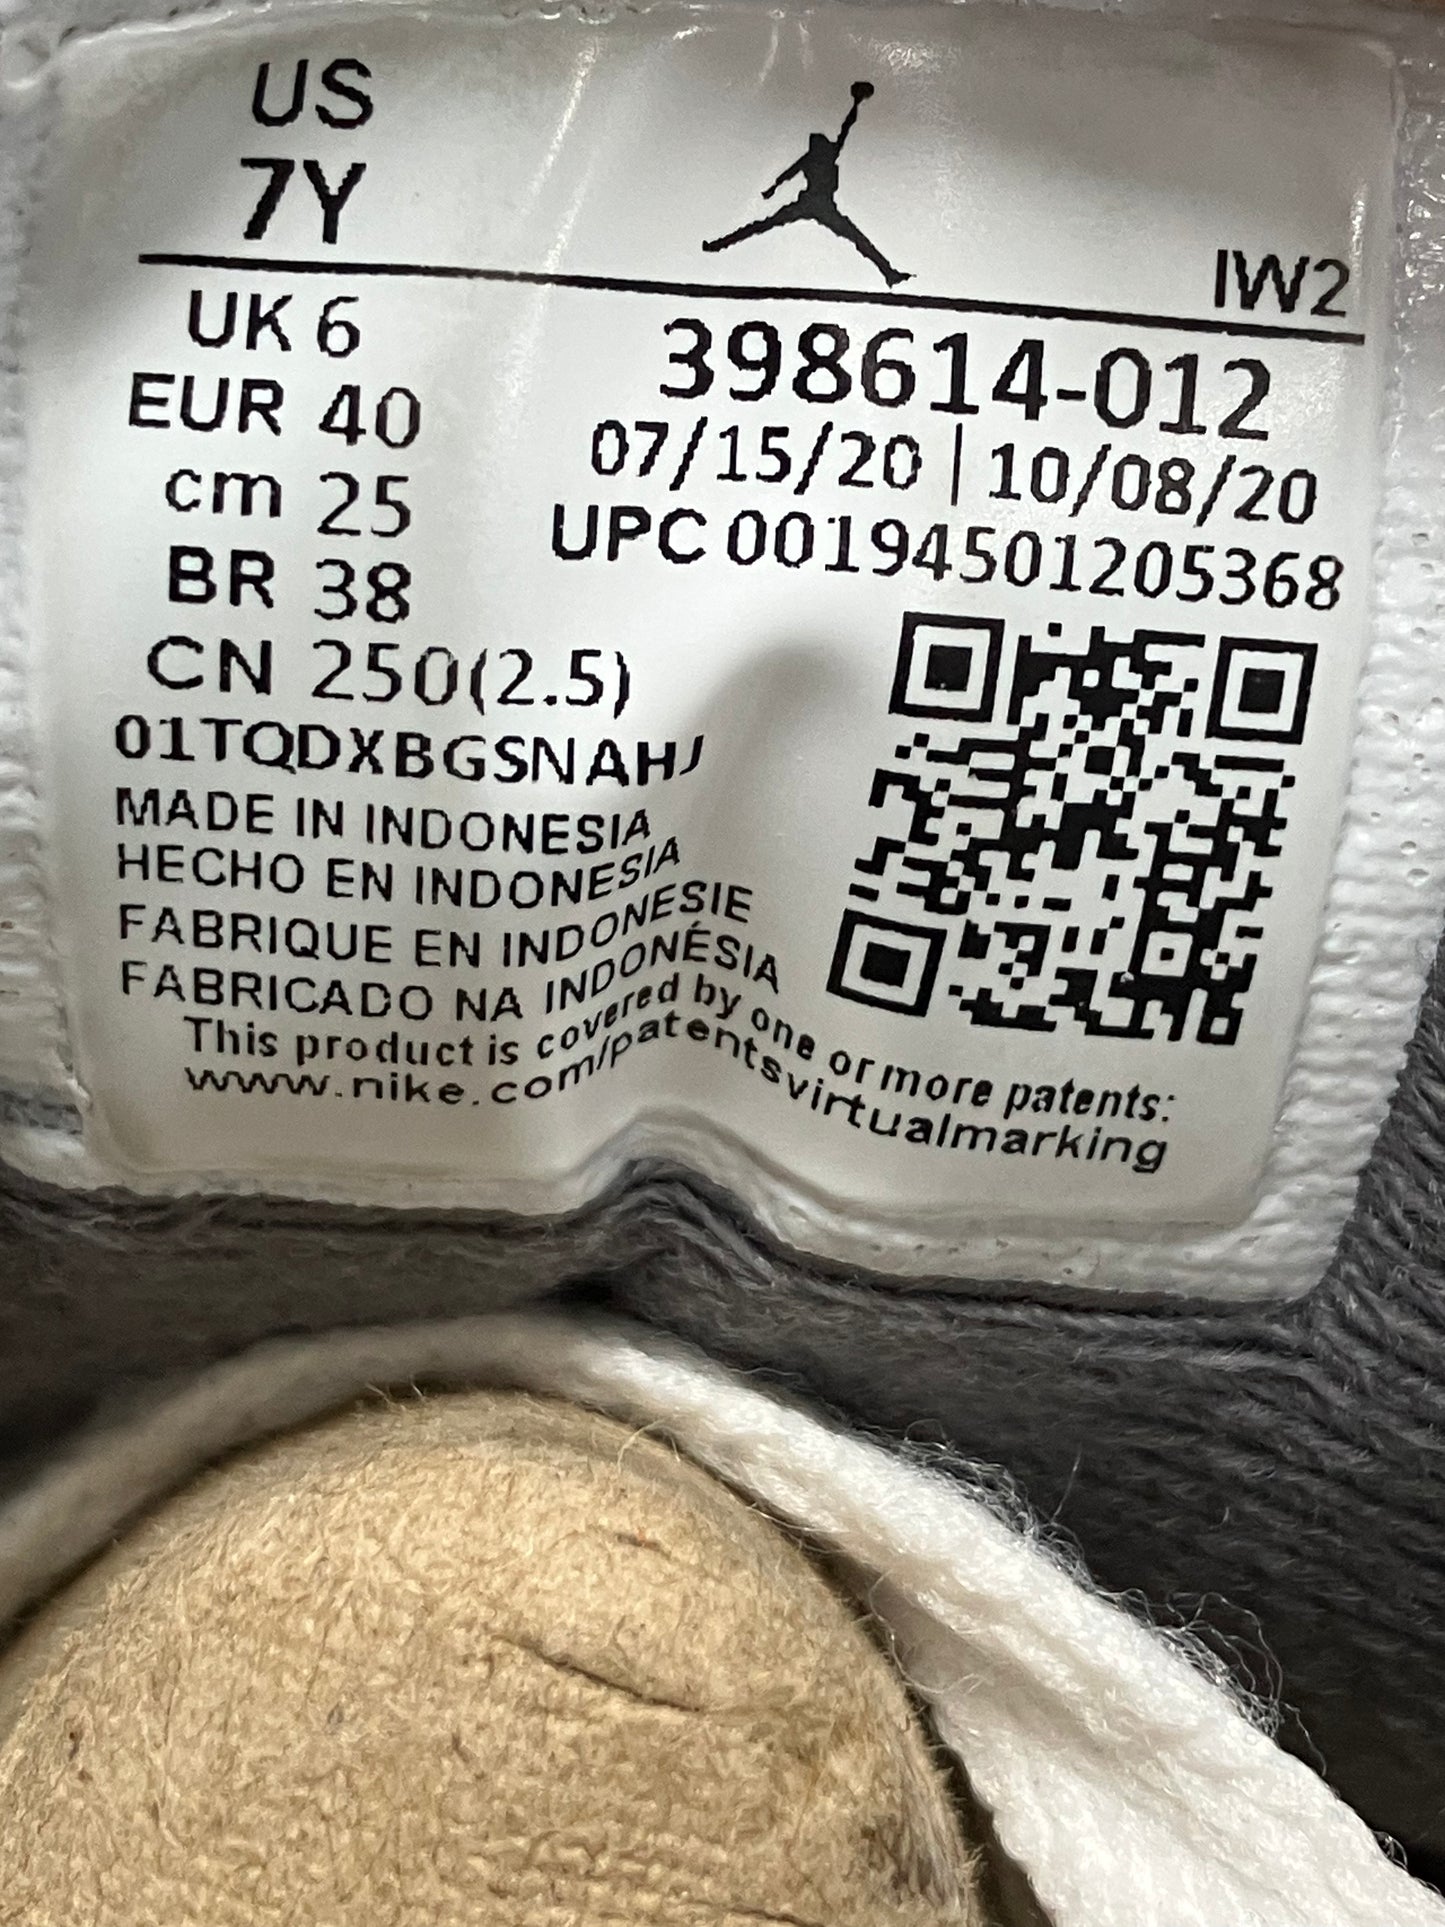 US
7Y
IW2
UK 6
EUR 40
cm 25
BR 38
CN 250(2.5)
398614-012
07/15/20 | 10/08/20
UPC 00194501205368
01TQDXBGSNAHJ
MADE IN INDONESIA
HECHO EN INDONESIA
FABRIQUE EN INDONESIE
FABRICADO NA INDONÉSIA
This product is covered by one or more patents:
www.nike.com/patentsvirtualmarking